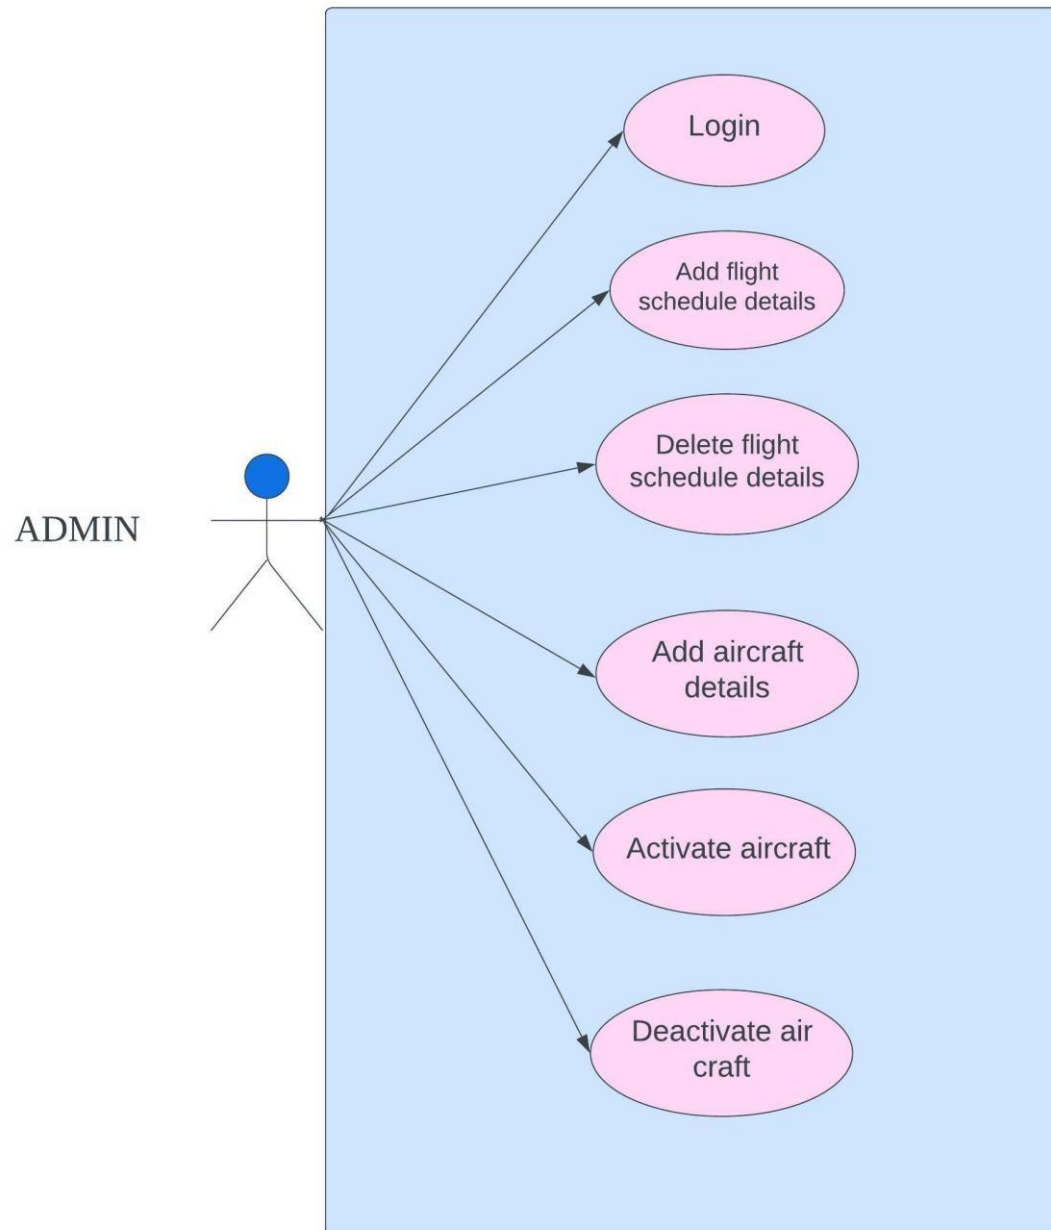 Login
Add flight
schedule details
Delete flight
schedule details
ADMIN
Add aircraft
details
Activate aircraft
Deactivate air
craft